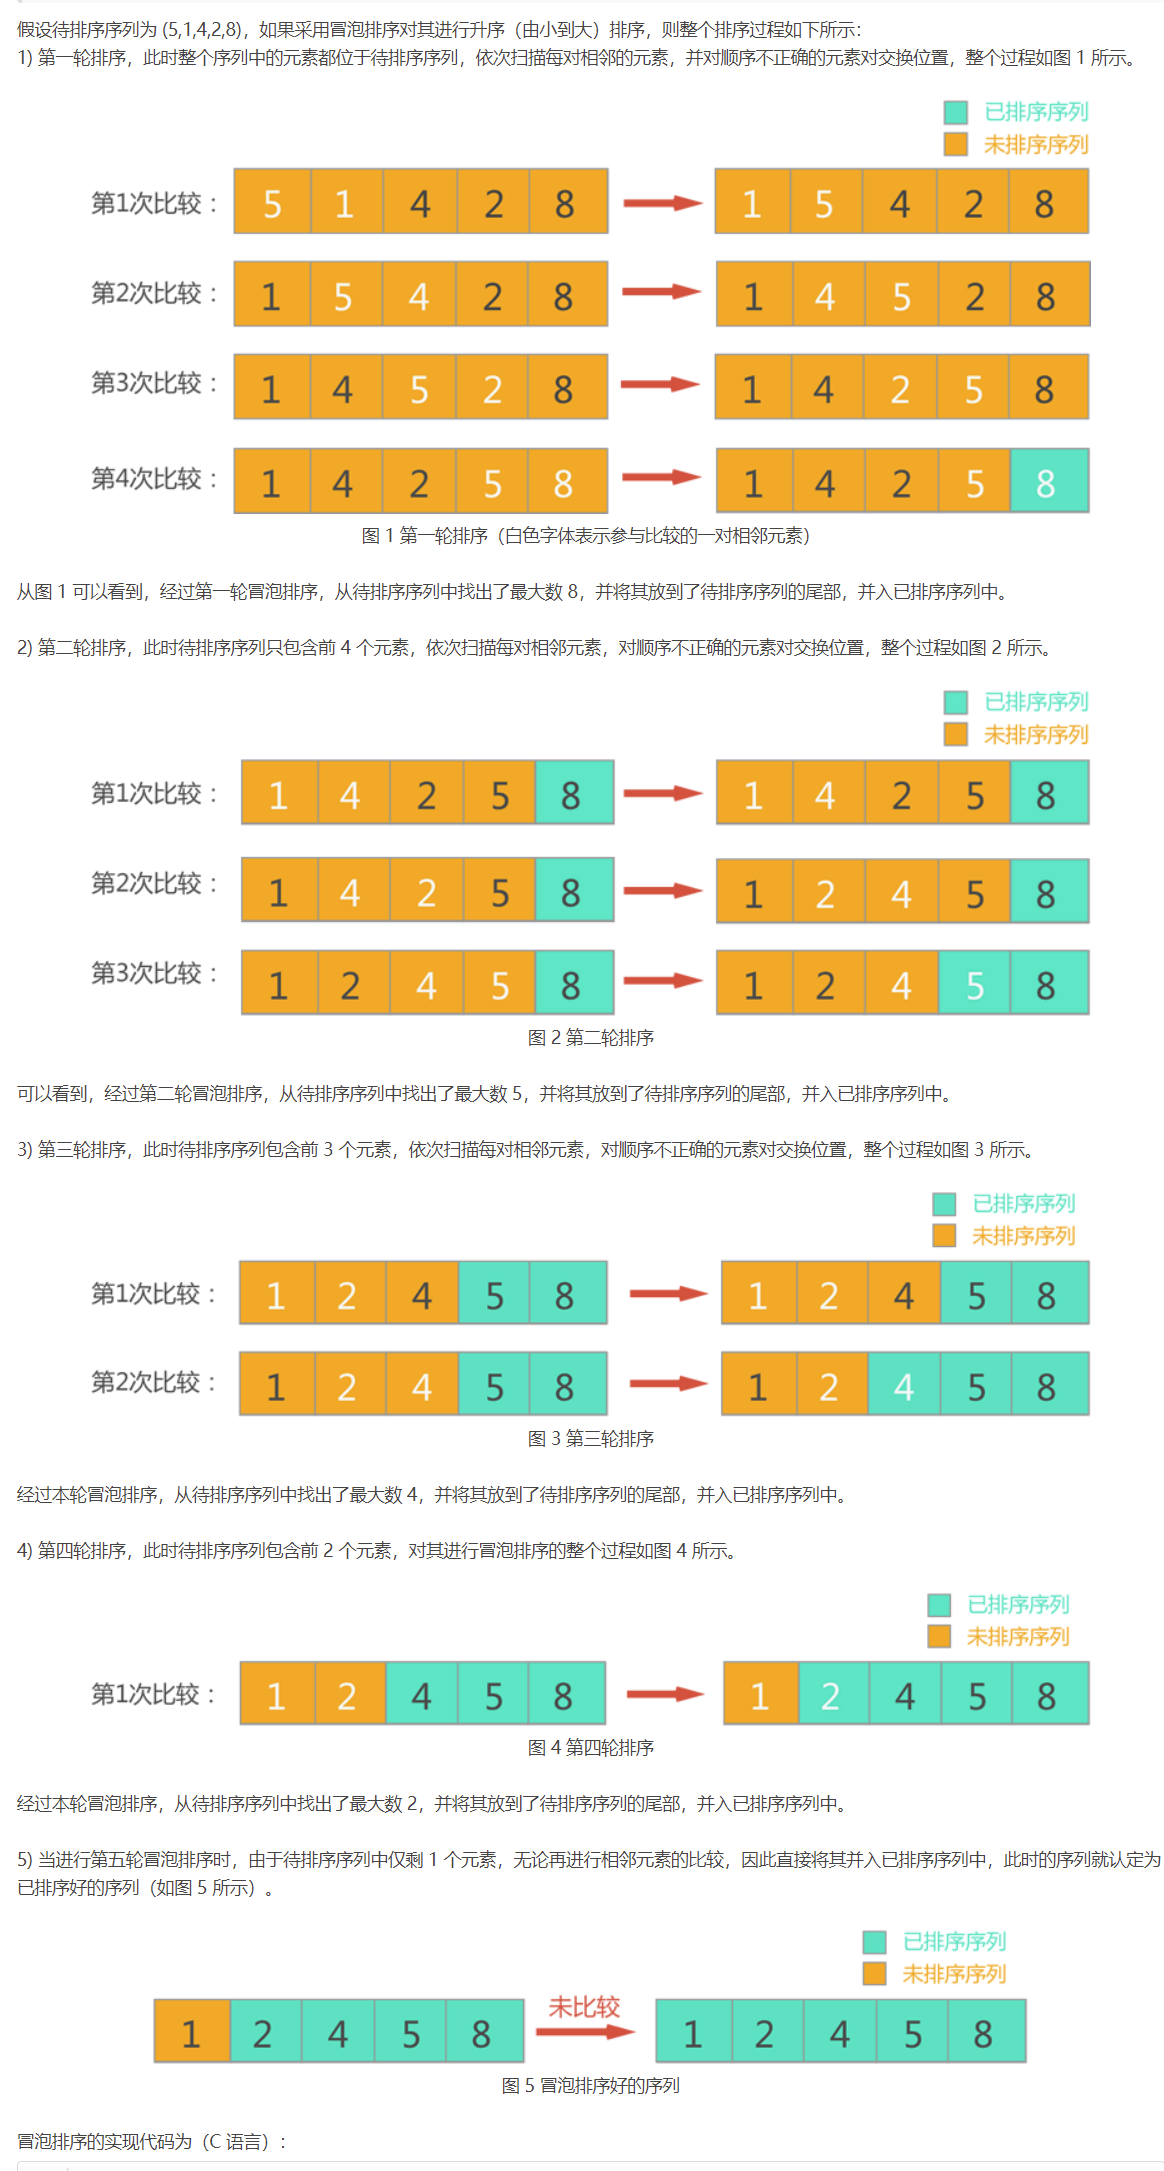 假设待排序序列为 (5,1,4,2,8)，如果采用冒泡排序对其进行升序（由小到大）排序，则整个排序过程如下所示：
1) 第一轮排序，此时整个序列中的元素都位于待排序序列，依次扫描每对相邻的元素，并对顺序不正确的元素对交换位置，整个过程如图 1 所示。
已排序序列
未排序序列
第1次比较： 5 1 4 2 8 1 5 4 2 8
第2次比较： 1 5 4 2 8 1 4 5 2 8
第3次比较： 1 4 5 2 8 1 4 2 5 8
第4次比较： 1 4 2 5 8 1 4 2 5 8
图 1 第一轮排序（白色字体表示参与比较的一对相邻元素）
从图 1 可以看到，经过第一轮冒泡排序，从待排序序列中找出了最大数 8，并将其放到了待排序序列的尾部，并入已排序序列中。
2) 第二轮排序，此时待排序序列只包含前 4 个元素，依次扫描每对相邻元素，对顺序不正确的元素对交换位置，整个过程如图 2 所示。
已排序序列
未排序序列
第1次比较： 1 4 2 5 8 1 4 2 5 8
第2次比较： 1 4 2 5 8 1 2 4 5 8
第3次比较： 1 2 4 5 8 1 2 4 5 8
图 2 第二轮排序
可以看到，经过第二轮冒泡排序，从待排序序列中找出了最大数 5，并将其放到了待排序序列的尾部，并入已排序序列中。
3) 第三轮排序，此时待排序序列包含前 3 个元素，依次扫描每对相邻元素，对顺序不正确的元素对交换位置，整个过程如图 3 所示。
已排序序列
未排序序列
第1次比较： 1 2 4 5 8 1 2 4 5 8
第2次比较： 1 2 4 5 8 1 2 4 5 8
图 3 第三轮排序
经过本轮冒泡排序，从待排序序列中找出了最大数 4，并将其放到了待排序序列的尾部，并入已排序序列中。
4) 第四轮排序，此时待排序序列包含前 2 个元素，对其进行冒泡排序的整个过程如图 4 所示。
已排序序列
未排序序列
第1次比较： 1 2 4 5 8 1 2 4 5 8
图 4 第四轮排序
经过本轮冒泡排序，从待排序序列中找出了最大数 2，并将其放到了待排序序列的尾部，并入已排序序列中。
5) 当进行第五轮冒泡排序时，由于待排序序列中仅剩 1 个元素，无论再进行相邻元素的比较，因此直接将其并入已排序序列中，此时的序列就认定为
已排序好的序列（如图 5 所示）。
已排序序列
未排序序列
1 2 4 5 8 未比较 1 2 4 5 8
图 5 冒泡排序好的序列
冒泡排序的实现代码为（C 语言）：